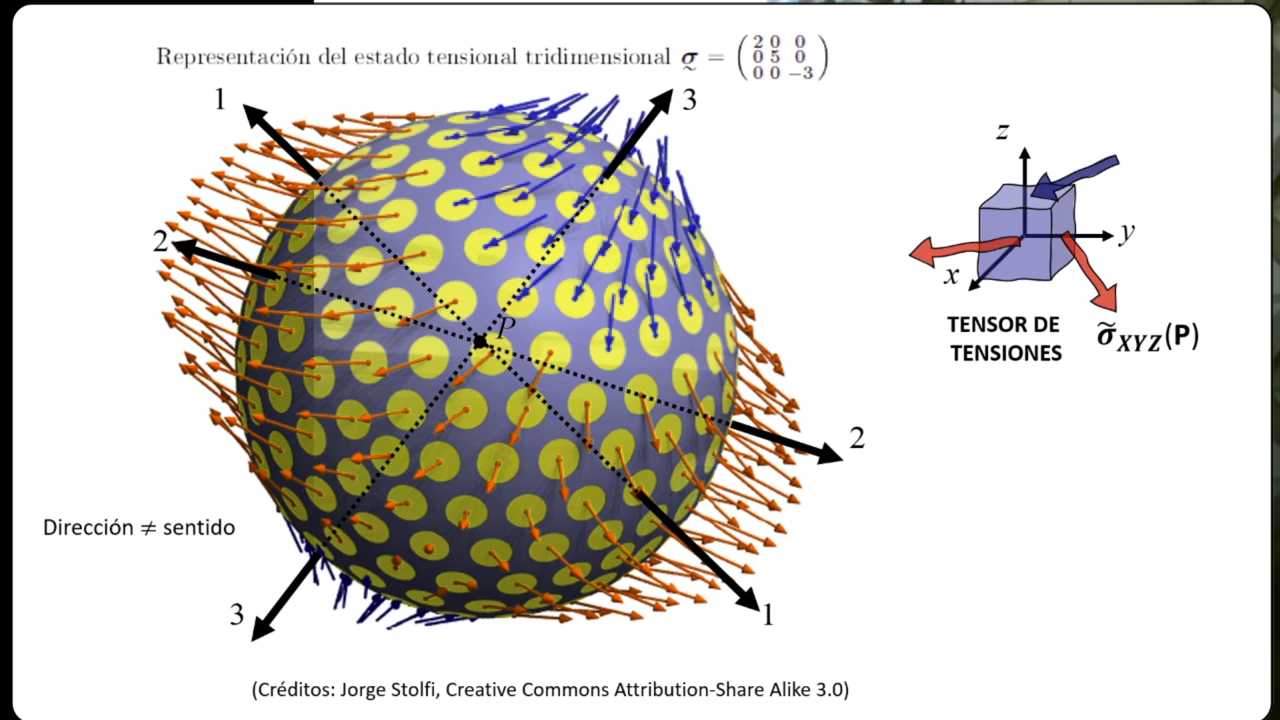 Representación del estado tensional tridimensional σ̰ = (2 0 0
0 5 0
0 0 −3)
1
3
2
P
2
Dirección ≠ sentido
3
1
(Créditos: Jorge Stolfi, Creative Commons Attribution-Share Alike 3.0)
z
y
x
TENSOR DE
TENSIONES
σ̃XYZ(P)